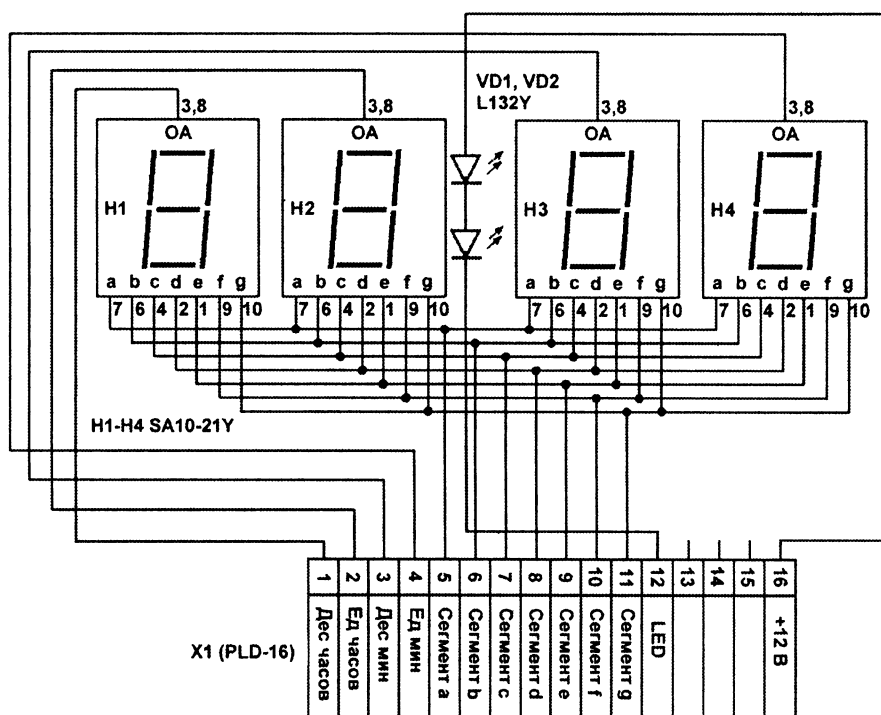 VD1, VD2
L132Y
3,8
3,8
3,8
3,8
OA
OA
OA
OA
H1
H2
H3
H4
a b c d e f g
a b c d e f g
a b c d e f g
a b c d e f g
7 6 4 2 1 9 10
7 6 4 2 1 9 10
7 6 4 2 1 9 10
7 6 4 2 1 9 10
H1-H4 SA10-21Y
X1 (PLD-16)
1 Дес часов
2 Ед часов
3 Дес мин
4 Ед мин
5 Сегмент a
6 Сегмент b
7 Сегмент c
8 Сегмент d
9 Сегмент e
10 Сегмент f
11 Сегмент g
12 LED
13
14
15
16 +12 В